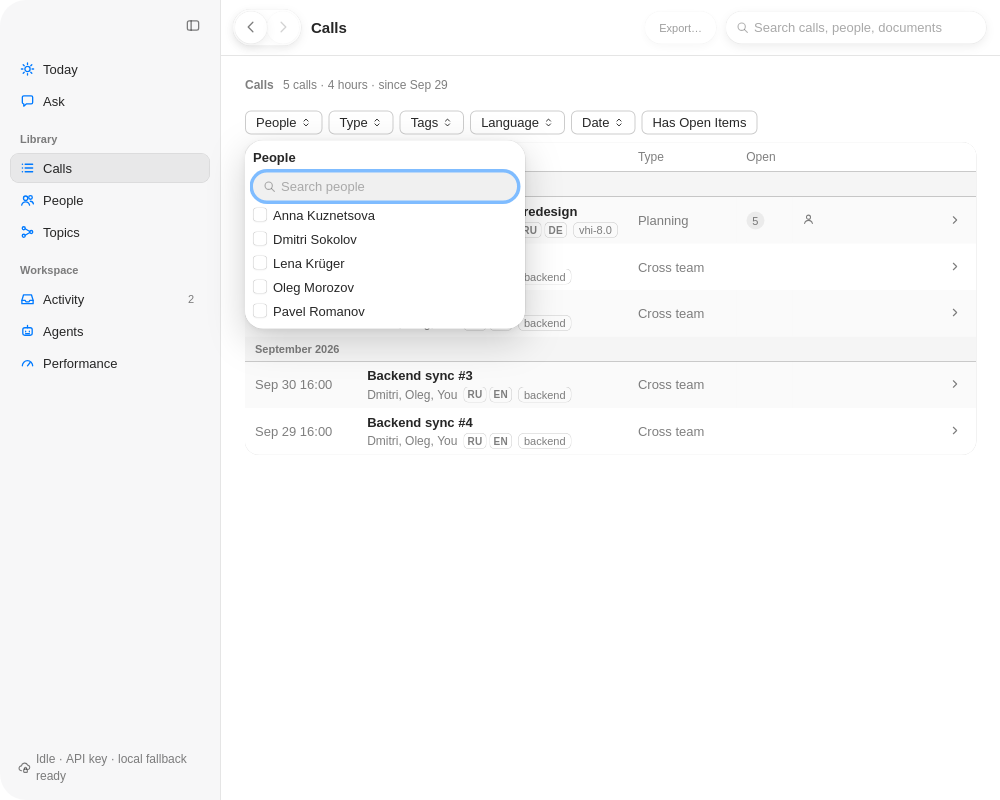 Calls
Export…
Search calls, people, documents
Today
Ask
Library
Calls
People
Topics
Workspace
Activity 2
Agents
Performance
Idle · API key · local fallback
ready
Calls 5 calls · 4 hours · since Sep 29
People Type Tags Language Date Has Open Items
Type Open
People
Search people
Anna Kuznetsova
Dmitri Sokolov
Lena Krüger
Oleg Morozov
Pavel Romanov
redesign
RU DE vhi-8.0
Planning 5
backend
Cross team
backend
Cross team
September 2026
Sep 30 16:00
Backend sync #3
Dmitri, Oleg, You RU EN backend
Cross team
Sep 29 16:00
Backend sync #4
Dmitri, Oleg, You RU EN backend
Cross team